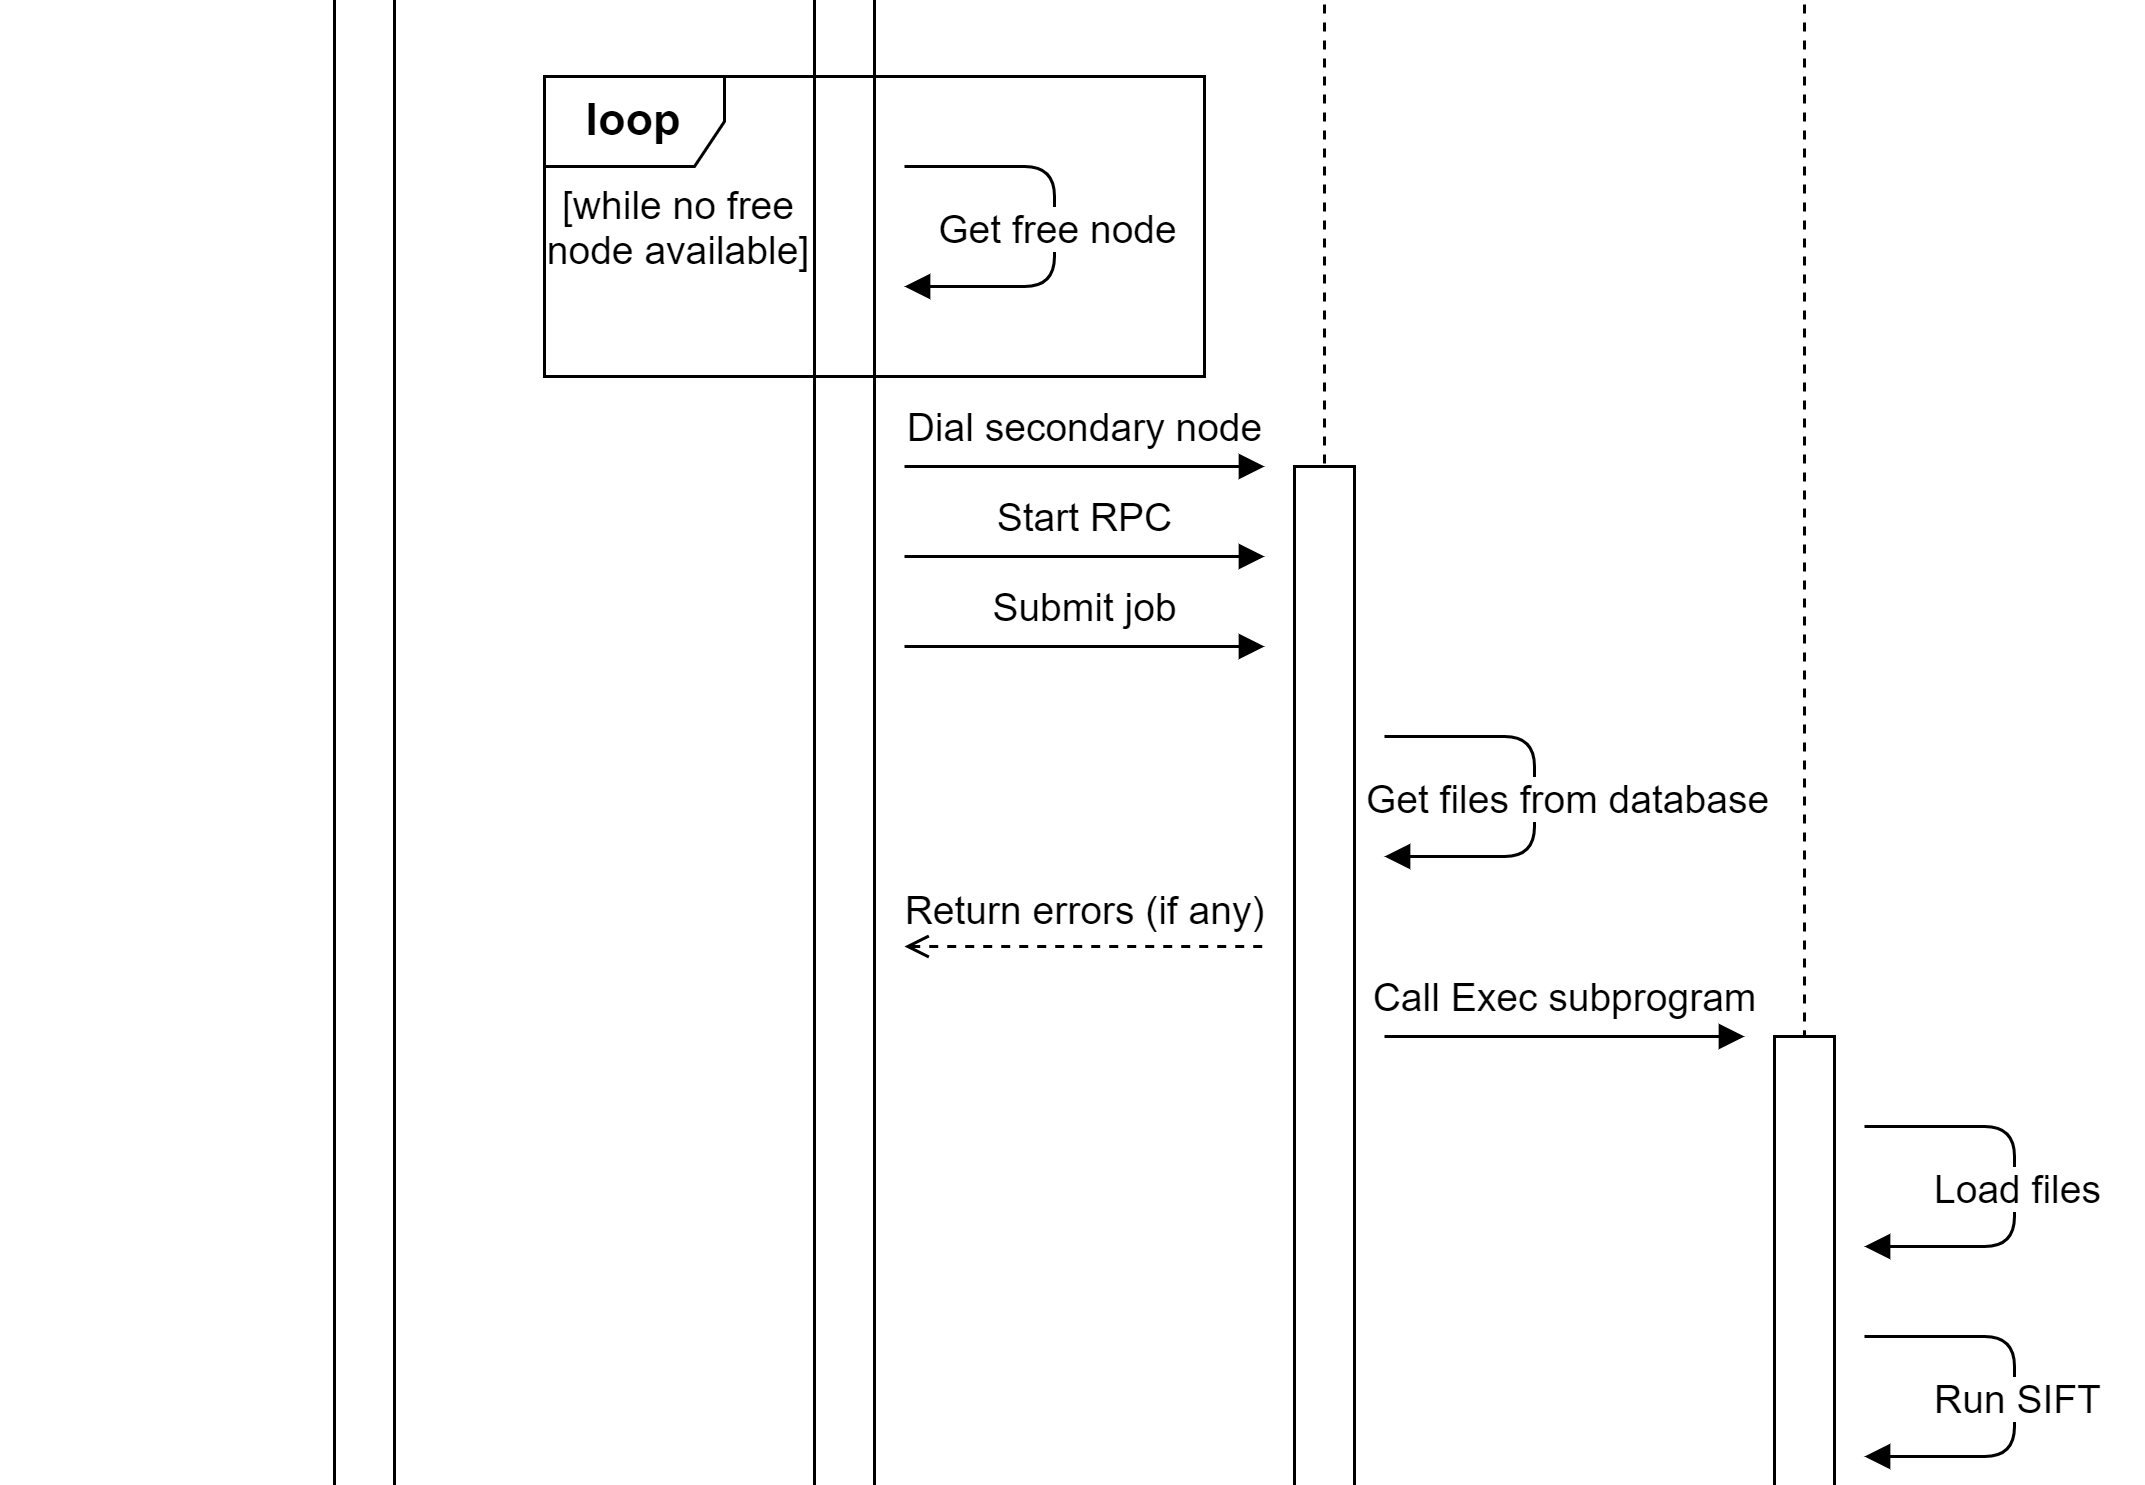 loop
[while no free
node available]
Get free node
Dial secondary node
Start RPC
Submit job
Get files from database
Return errors (if any)
Call Exec subprogram
Load files
Run SIFT